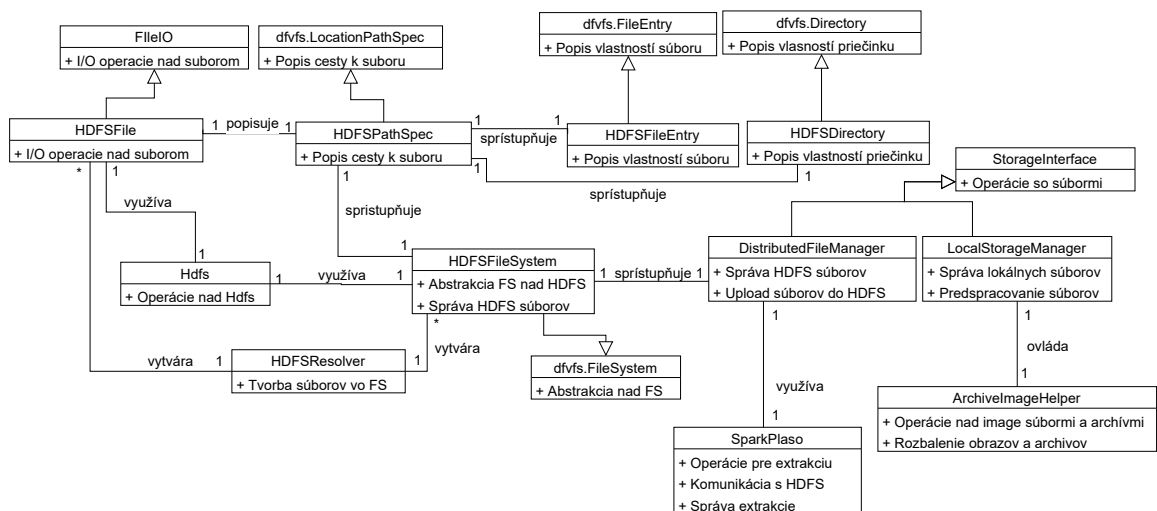 FIleIO
+ I/O operacie nad suborom
dfvfs.LocationPathSpec
+ Popis cesty k suboru
dfvfs.FileEntry
+ Popis vlastností súboru
dfvfs.Directory
+ Popis vlasností priečinku
HDFSFile
+ I/O operacie nad suborom
1
popisuje
1
HDFSPathSpec
+ Popis cesty k suboru
1
sprístupňuje
1
HDFSFileEntry
+ Popis vlastností súboru
HDFSDirectory
+ Popis vlastností priečinku
1
sprístupňuje
1
StorageInterface
+ Operácie so súbormi
*
1
využíva
1
1
spristupňuje
1
Hdfs
+ Operácie nad Hdfs
1
využíva
1
HDFSFileSystem
+ Abstrakcia FS nad HDFS
+ Správa HDFS súborov
1
sprístupňuje
1
DistributedFileManager
+ Správa HDFS súborov
+ Upload súborov do HDFS
LocalStorageManager
+ Správa lokálnych súborov
+ Predspracovanie súborov
*
vytvára
1
HDFSResolver
+ Tvorba súborov vo FS
1
vytvára
dfvfs.FileSystem
+ Abstrakcia nad FS
1
využíva
1
1
ovláda
1
ArchiveImageHelper
+ Operácie nad image súbormi a archívmi
+ Rozbalenie obrazov a archivov
SparkPlaso
+ Operácie pre extrakciu
+ Komunikácia s HDFS
+ Správa extrakcie